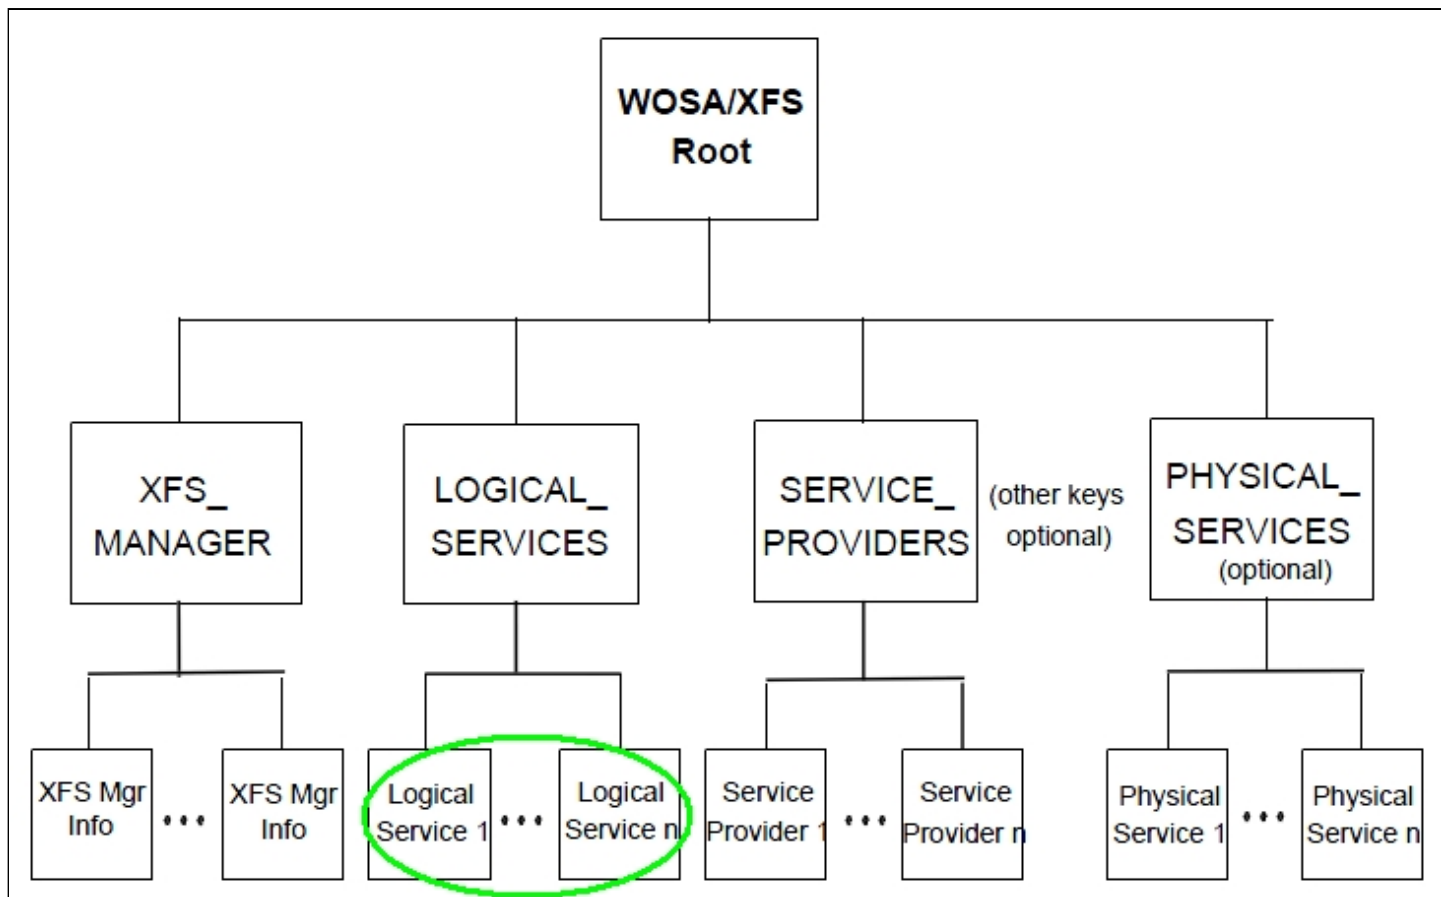 WOSA/XFS
Root
XFS_
MANAGER
LOGICAL_
SERVICES
SERVICE_
PROVIDERS
(other keys
optional)
PHYSICAL_
SERVICES
(optional)
XFS Mgr
Info
•••
XFS Mgr
Info
Logical
Service 1
•••
Logical
Service n
Service
Provider 1
•••
Service
Provider n
Physical
Service 1
•••
Physical
Service n